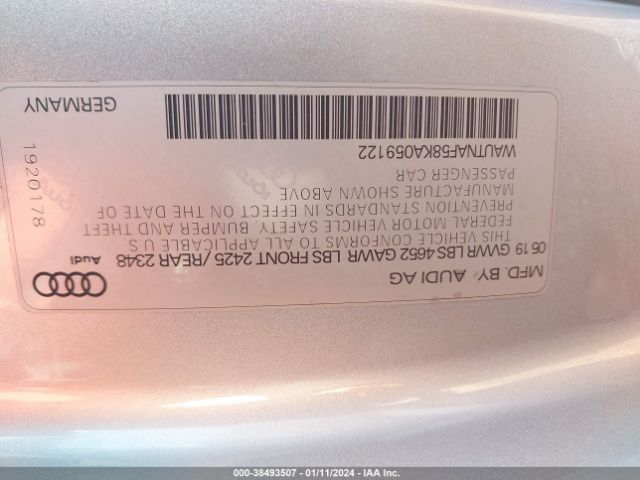 MFD. BY AUDI AG
05 19 GVWR LBS 4652 GAWR LBS FRONT 2425 / REAR 2348
Audi
THIS VEHICLE CONFORMS TO ALL APPLICABLE U.S.
FEDERAL MOTOR VEHICLE SAFETY, BUMPER AND THEFT
PREVENTION STANDARDS IN EFFECT ON THE DATE OF
MANUFACTURE SHOWN ABOVE
PASSENGER CAR
WAUTNAF58KA059122
1920178
GERMANY
000-38493507 - 01/11/2024 - IAA Inc.